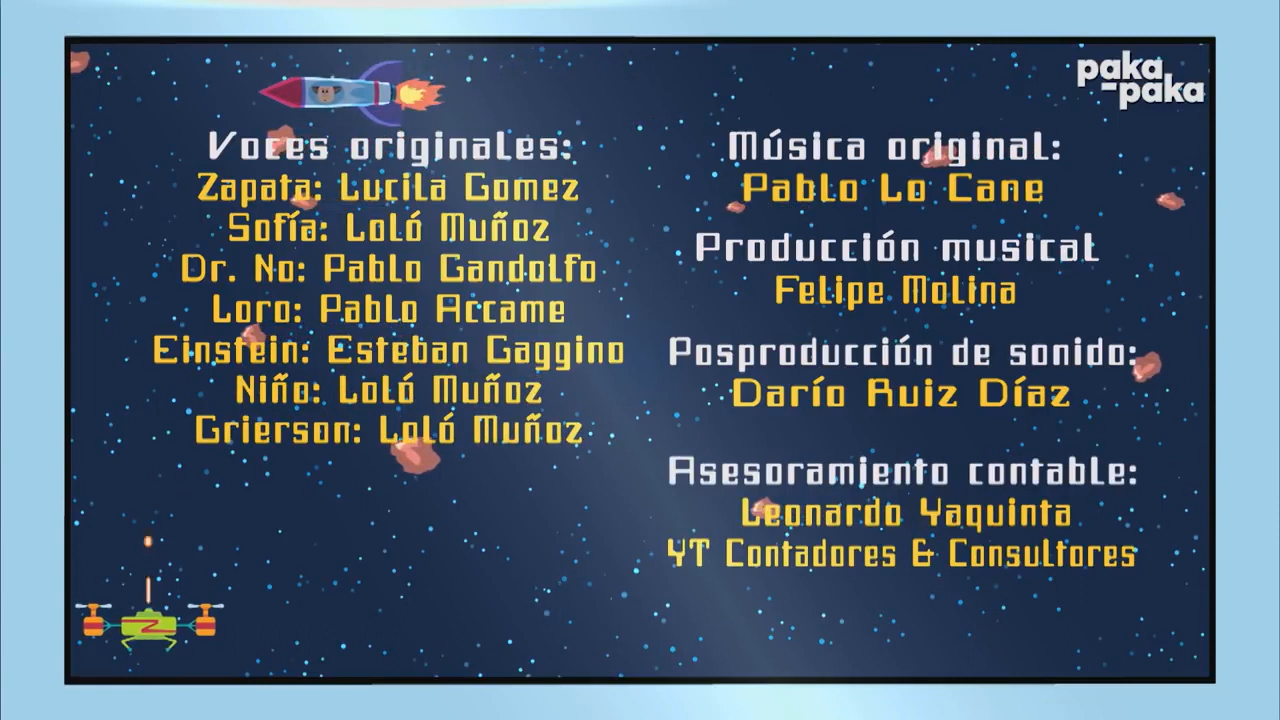 paka
-paka
Voces originales:
Zapata: Lucila Gomez
Sofía: Loló Muñoz
Dr. No: Pablo Gandolfo
Loro: Pablo Accame
Einstein: Esteban Gaggino
Niño: Loló Muñoz
Grierson: Loló Muñoz
Música original:
Pablo Lo Cane
Producción musical
Felipe Molina
Posproducción de sonido:
Darío Ruiz Díaz
Asesoramiento contable:
Leonardo Yaquinta
YT Contadores & Consultores
Z